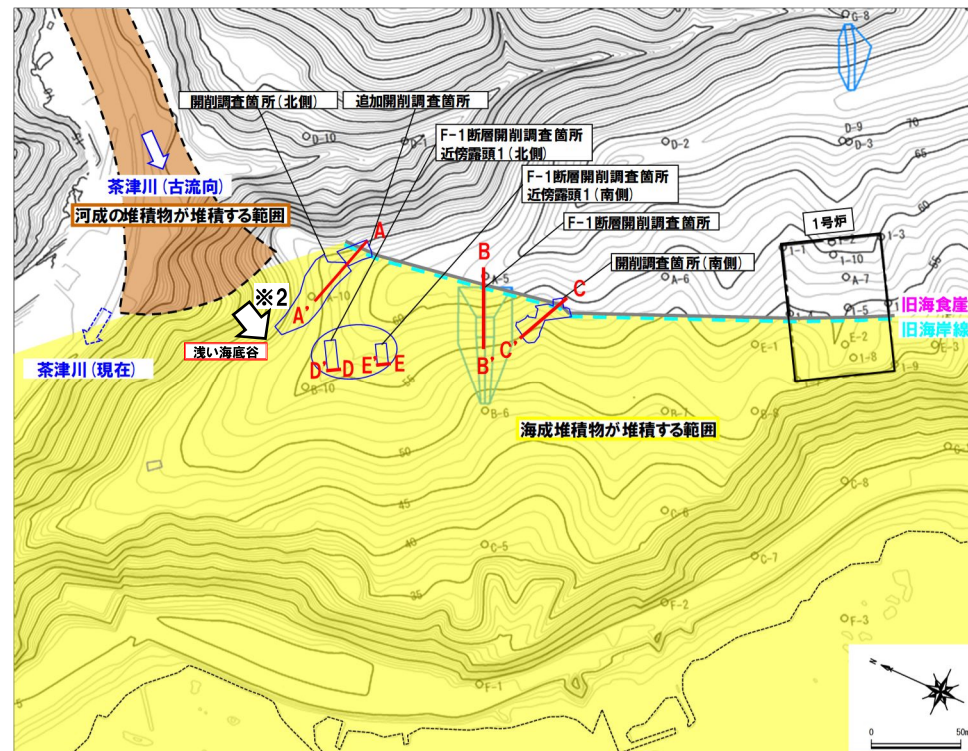 G-8
D-9
D-3
D-2
D-10
D-1
70
65
60
55
開削調査箇所(北側)
追加開削調査箇所
F-1断層開削調査箇所
近傍露頭1(北側)
F-1断層開削調査箇所
近傍露頭1(南側)
F-1断層開削調査箇所
開削調査箇所(南側)
茶津川(古流向)
河成の堆積物が堆積する範囲
1号炉
1-1
1-2
1-3
1-10
A-7
A-6
A-5
A
B
C
1-5
旧海食崖
旧海岸線
※2
A-10
A'
60
浅い海底谷
茶津川(現在)
D'
D
E'
E
B'
C'
E-1
E-2
E-3
1-7
1-8
1-9
B-10
55
B-6
B-7
B-8
海成堆積物が堆積する範囲
50
45
40
35
C-5
C-6
C-7
C-8
F-1
F-2
F-3
N
0
50m